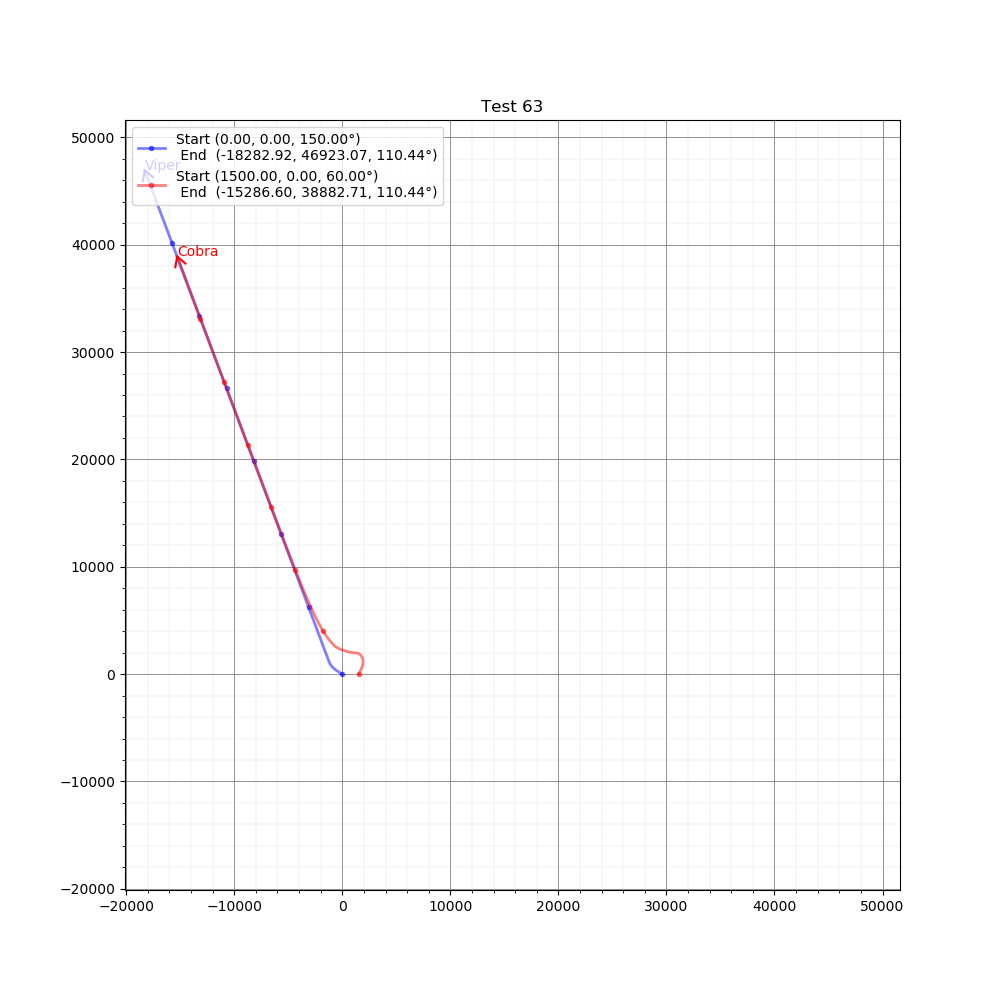 Test 63
Start (0.00, 0.00, 150.00°)
End (-18282.92, 46923.07, 110.44°)
Start (1500.00, 0.00, 60.00°)
End (-15286.60, 38882.71, 110.44°)
Viper
Cobra
50000
40000
30000
20000
10000
0
−10000
−20000
−20000
−10000
0
10000
20000
30000
40000
50000